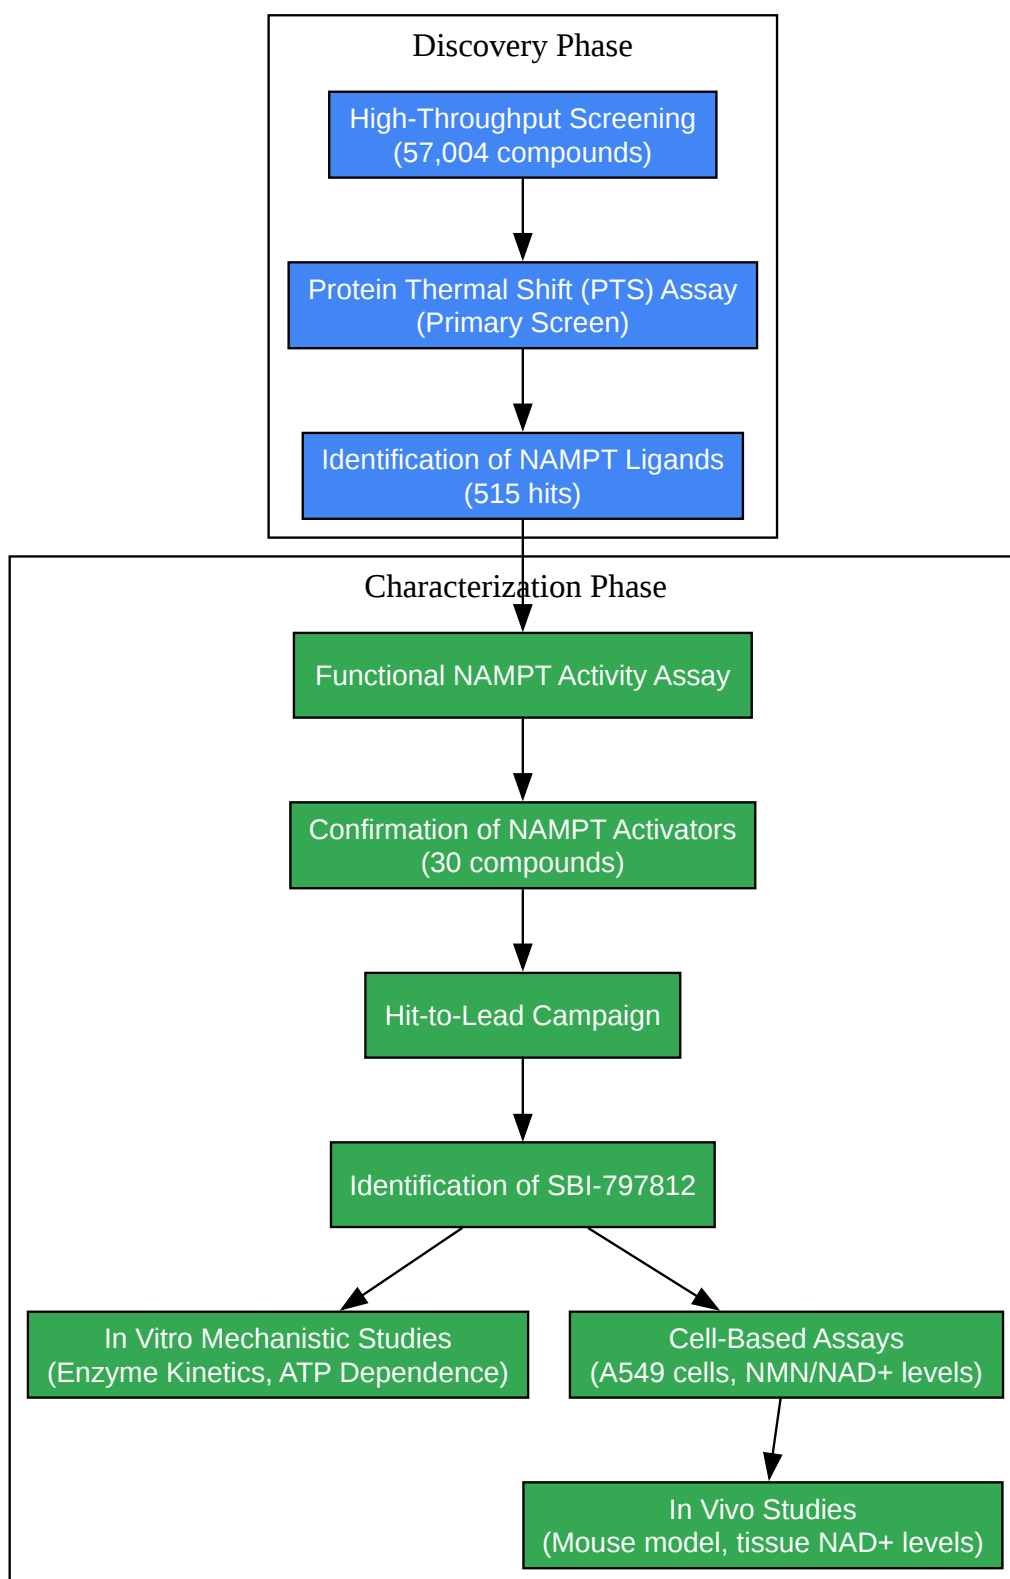 Discovery Phase
High-Throughput Screening
(57,004 compounds)
Protein Thermal Shift (PTS) Assay
(Primary Screen)
Identification of NAMPT Ligands
(515 hits)
Characterization Phase
Functional NAMPT Activity Assay
Confirmation of NAMPT Activators
(30 compounds)
Hit-to-Lead Campaign
Identification of SBI-797812
In Vitro Mechanistic Studies
(Enzyme Kinetics, ATP Dependence)
Cell-Based Assays
(A549 cells, NMN/NAD+ levels)
In Vivo Studies
(Mouse model, tissue NAD+ levels)